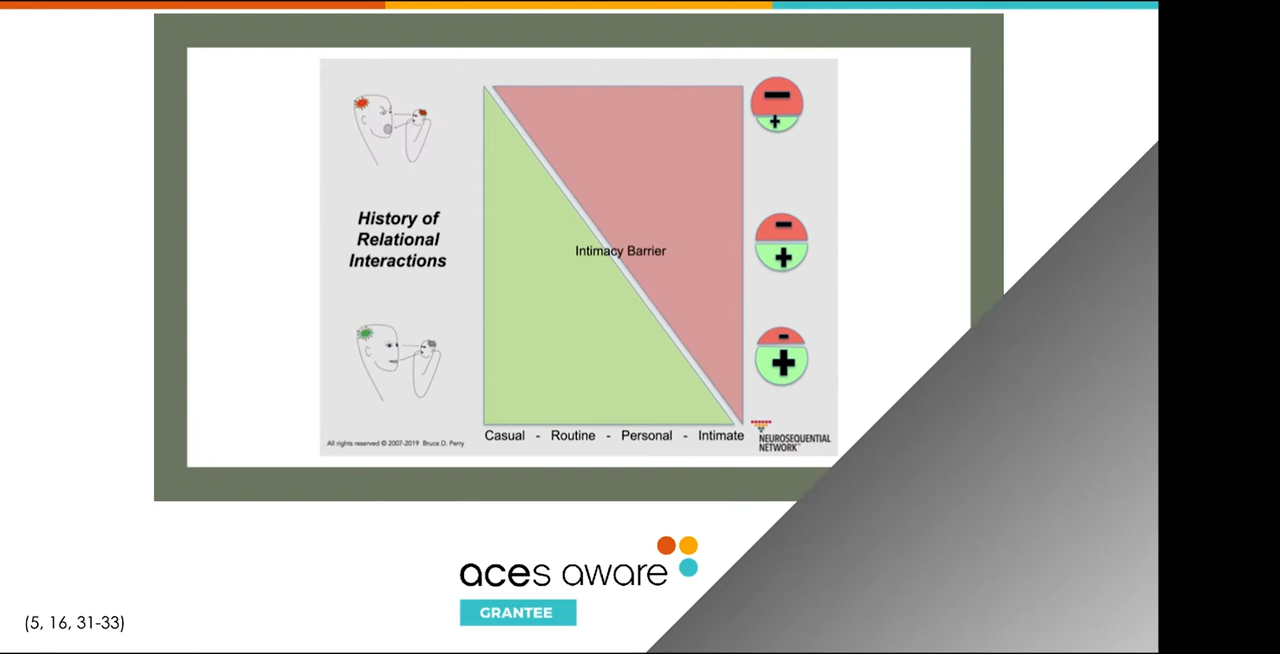 History of
Relational
Interactions
Intimacy Barrier
Casual - Routine - Personal - Intimate
All rights reserved © 2007-2019 Bruce D. Perry
NEUROSEQUENTIAL
NETWORK™
aces aware
GRANTEE
(5, 16, 31-33)